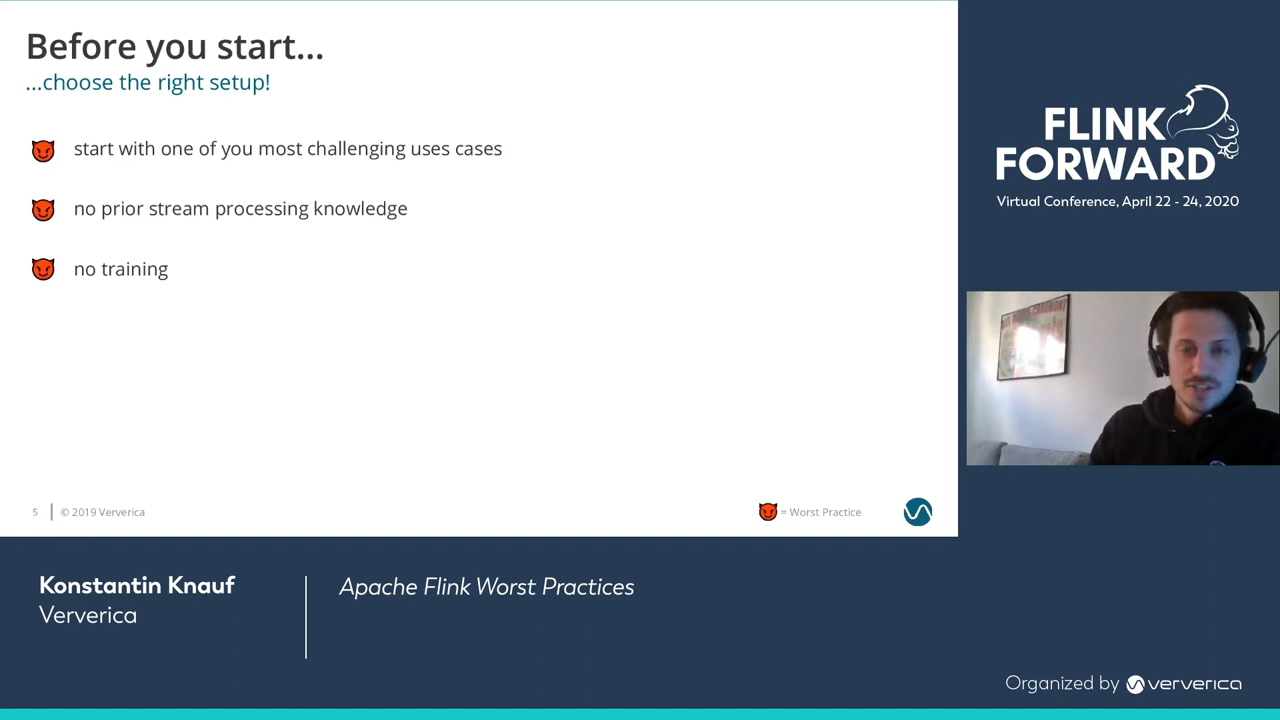 Before you start...
...choose the right setup!
start with one of you most challenging uses cases
no prior stream processing knowledge
no training
5 | © 2019 Ververica
= Worst Practice
FLINK
FORWARD
Virtual Conference, April 22 - 24, 2020
Konstantin Knauf
Ververica
Apache Flink Worst Practices
Organized by ververica